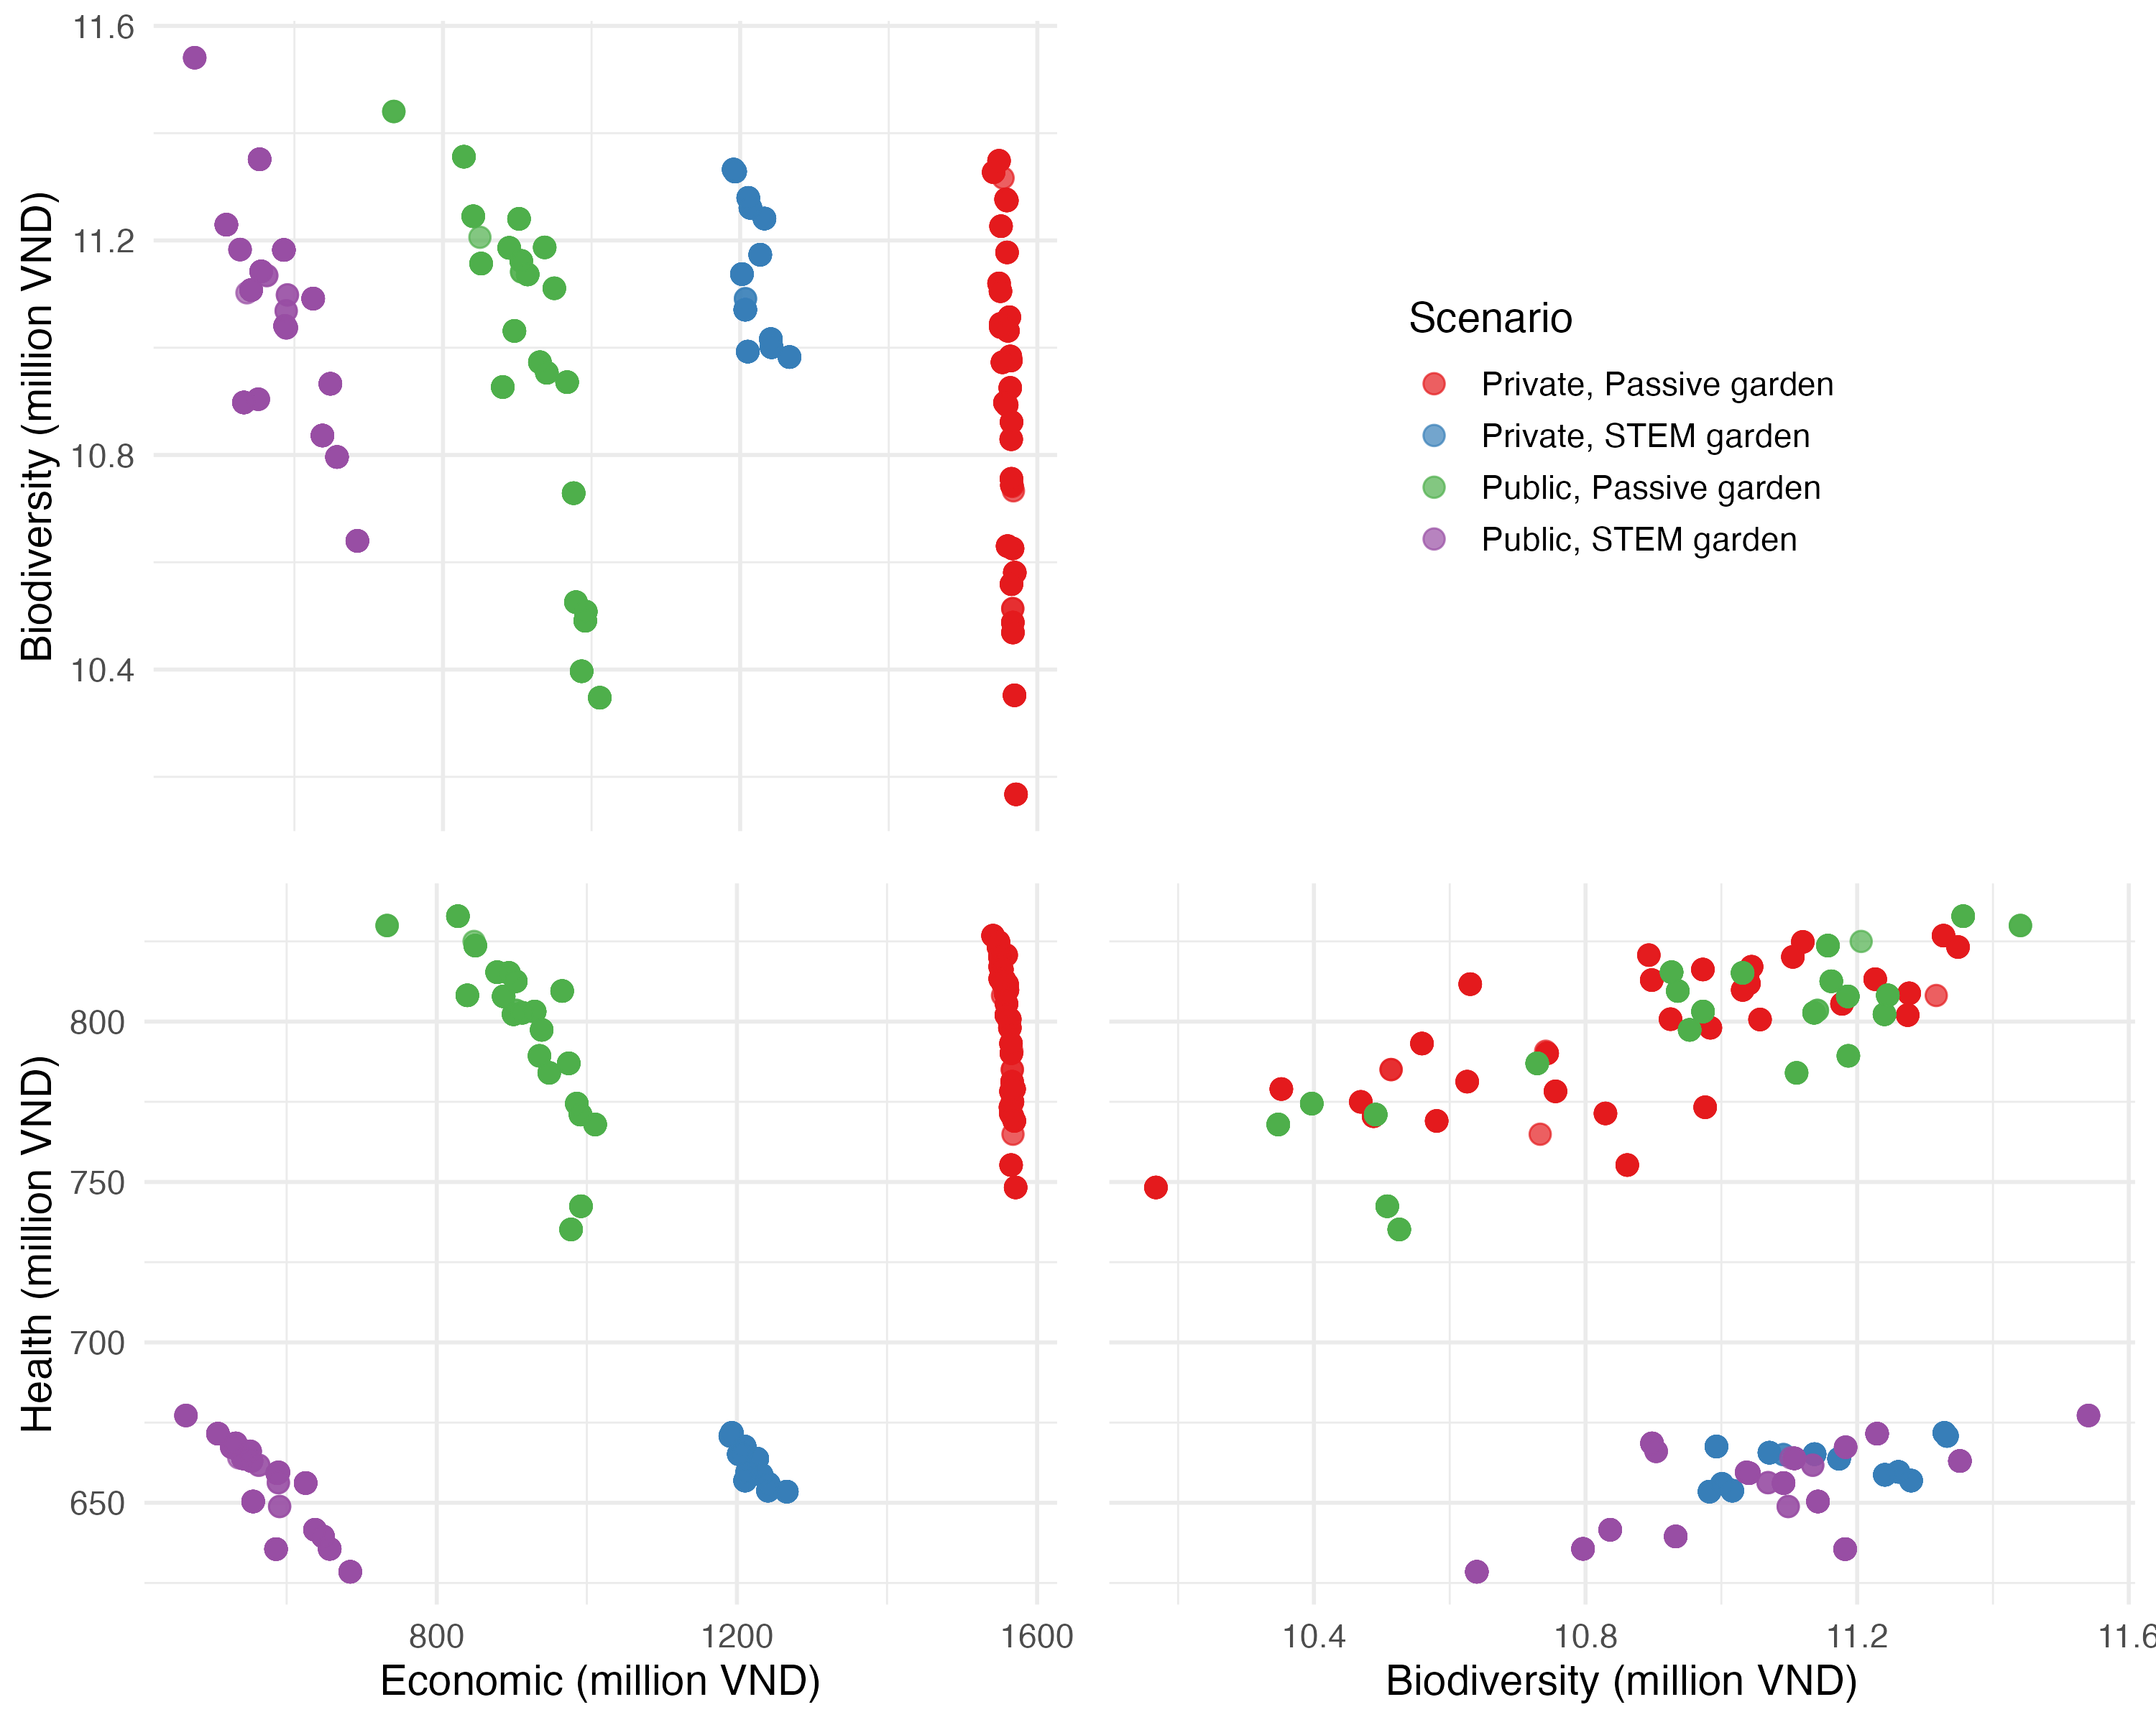 11.6
11.2
10.8
10.4
Biodiversity (million VND)
Scenario
Private, Passive garden
Private, STEM garden
Public, Passive garden
Public, STEM garden
800
750
700
650
Health (million VND)
800 1200 1600
Economic (million VND)
10.4 10.8 11.2 11.6
Biodiversity (million VND)